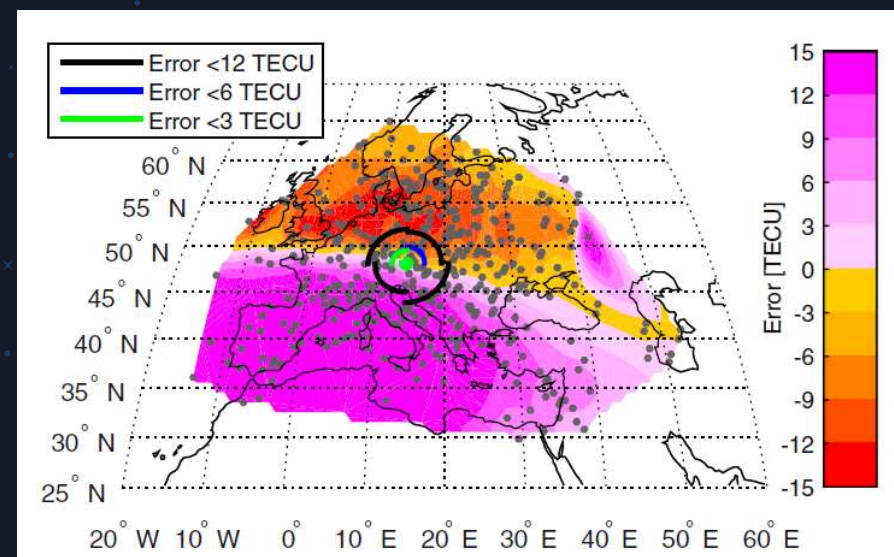 Error <12 TECU
Error <6 TECU
Error <3 TECU
60° N
55° N
50° N
45° N
40° N
35° N
30° N
25° N
20° W 10° W 0° 10° E 20° E 30° E 40° E 50° E 60° E
Error [TECU]
15
12
9
6
3
0
-3
-6
-9
-12
-15